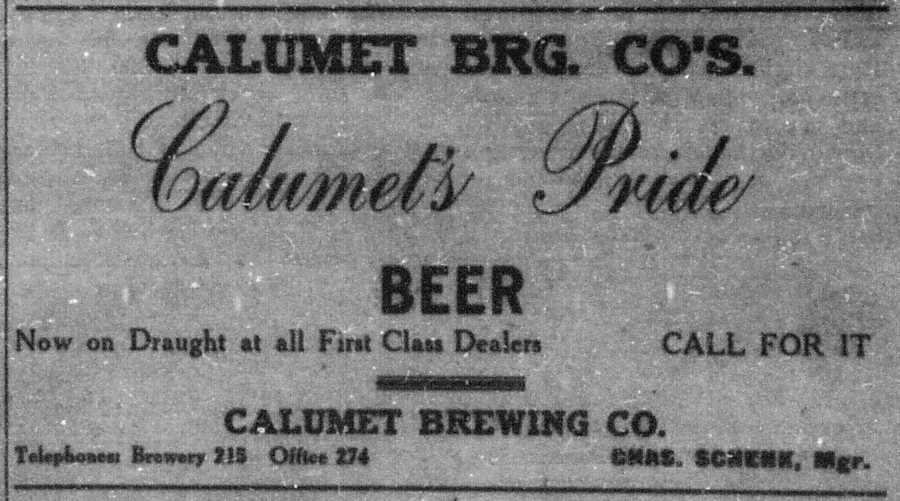 CALUMET BRG. CO'S.
Calumet's Pride
BEER
Now on Draught at all First Class Dealers CALL FOR IT
CALUMET BREWING CO.
Telephones: Brewery 215 Office 274 CHAS. SCHENK, Mgr.